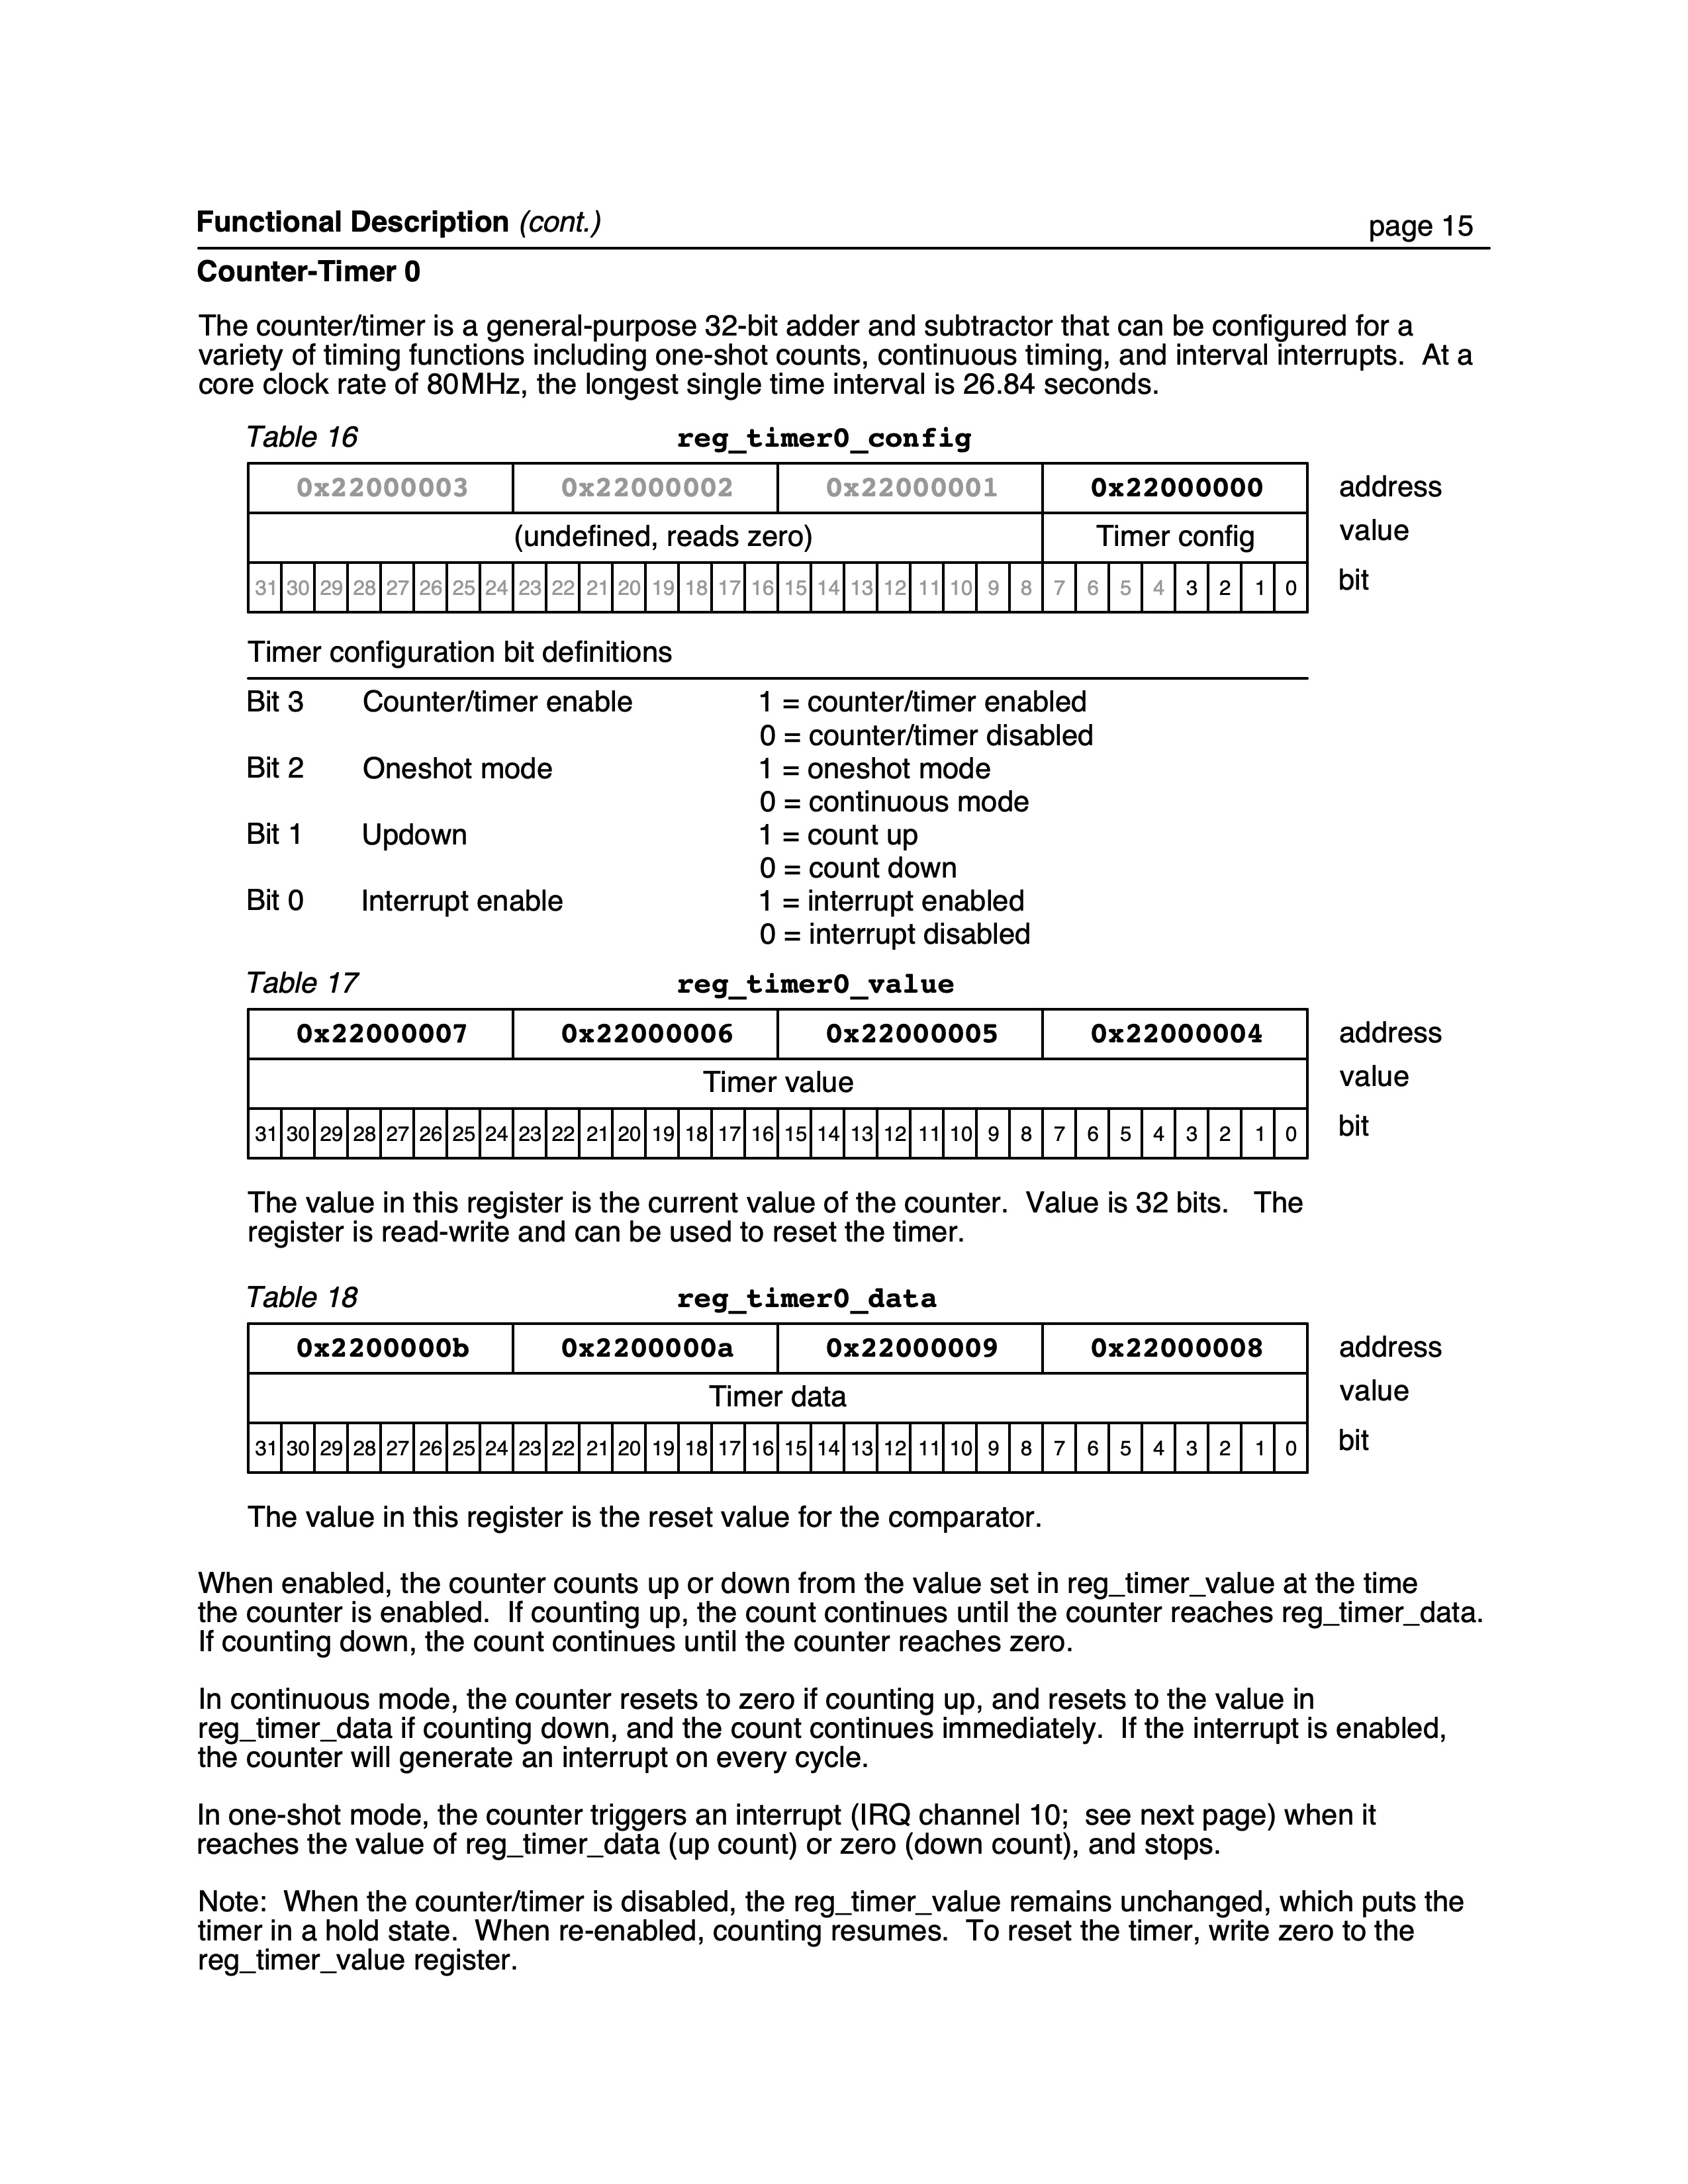 Functional Description (cont.) page 15
Counter-Timer 0
The counter/timer is a general-purpose 32-bit adder and subtractor that can be configured for a
variety of timing functions including one-shot counts, continuous timing, and interval interrupts. At a
core clock rate of 80MHz, the longest single time interval is 26.84 seconds.
Table 16 reg_timer0_config
0x22000003 0x22000002 0x22000001 0x22000000 address
(undefined, reads zero) Timer config value
31 30 29 28 27 26 25 24 23 22 21 20 19 18 17 16 15 14 13 12 11 10 9 8 7 6 5 4 3 2 1 0 bit
Timer configuration bit definitions
Bit 3 Counter/timer enable 1 = counter/timer enabled
0 = counter/timer disabled
Bit 2 Oneshot mode 1 = oneshot mode
0 = continuous mode
Bit 1 Updown 1 = count up
0 = count down
Bit 0 Interrupt enable 1 = interrupt enabled
0 = interrupt disabled
Table 17 reg_timer0_value
0x22000007 0x22000006 0x22000005 0x22000004 address
Timer value value
31 30 29 28 27 26 25 24 23 22 21 20 19 18 17 16 15 14 13 12 11 10 9 8 7 6 5 4 3 2 1 0 bit
The value in this register is the current value of the counter. Value is 32 bits. The
register is read-write and can be used to reset the timer.
Table 18 reg_timer0_data
0x2200000b 0x2200000a 0x22000009 0x22000008 address
Timer data value
31 30 29 28 27 26 25 24 23 22 21 20 19 18 17 16 15 14 13 12 11 10 9 8 7 6 5 4 3 2 1 0 bit
The value in this register is the reset value for the comparator.
When enabled, the counter counts up or down from the value set in reg_timer_value at the time
the counter is enabled. If counting up, the count continues until the counter reaches reg_timer_data.
If counting down, the count continues until the counter reaches zero.
In continuous mode, the counter resets to zero if counting up, and resets to the value in
reg_timer_data if counting down, and the count continues immediately. If the interrupt is enabled,
the counter will generate an interrupt on every cycle.
In one-shot mode, the counter triggers an interrupt (IRQ channel 10; see next page) when it
reaches the value of reg_timer_data (up count) or zero (down count), and stops.
Note: When the counter/timer is disabled, the reg_timer_value remains unchanged, which puts the
timer in a hold state. When re-enabled, counting resumes. To reset the timer, write zero to the
reg_timer_value register.